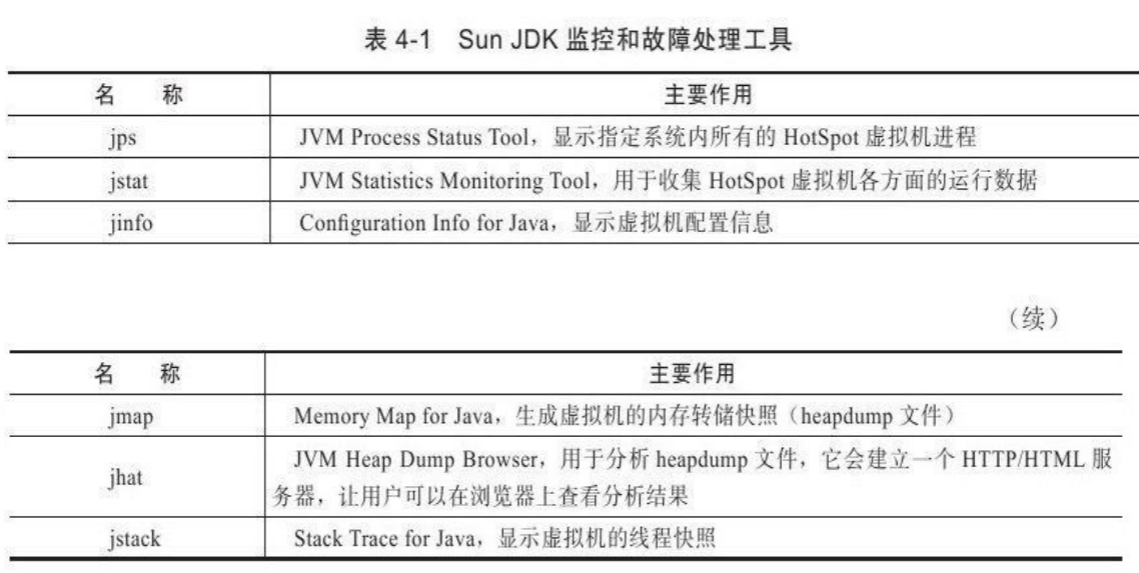 表 4-1 Sun JDK 监控和故障处理工具
名 称 主要作用
jps JVM Process Status Tool，显示指定系统内所有的 HotSpot 虚拟机进程
jstat JVM Statistics Monitoring Tool，用于收集 HotSpot 虚拟机各方面的运行数据
jinfo Configuration Info for Java，显示虚拟机配置信息
（续）
名 称 主要作用
jmap Memory Map for Java，生成虚拟机的内存转储快照（heapdump 文件）
jhat JVM Heap Dump Browser，用于分析 heapdump 文件，它会建立一个 HTTP/HTML 服
务器，让用户可以在浏览器上查看分析结果
jstack Stack Trace for Java，显示虚拟机的线程快照